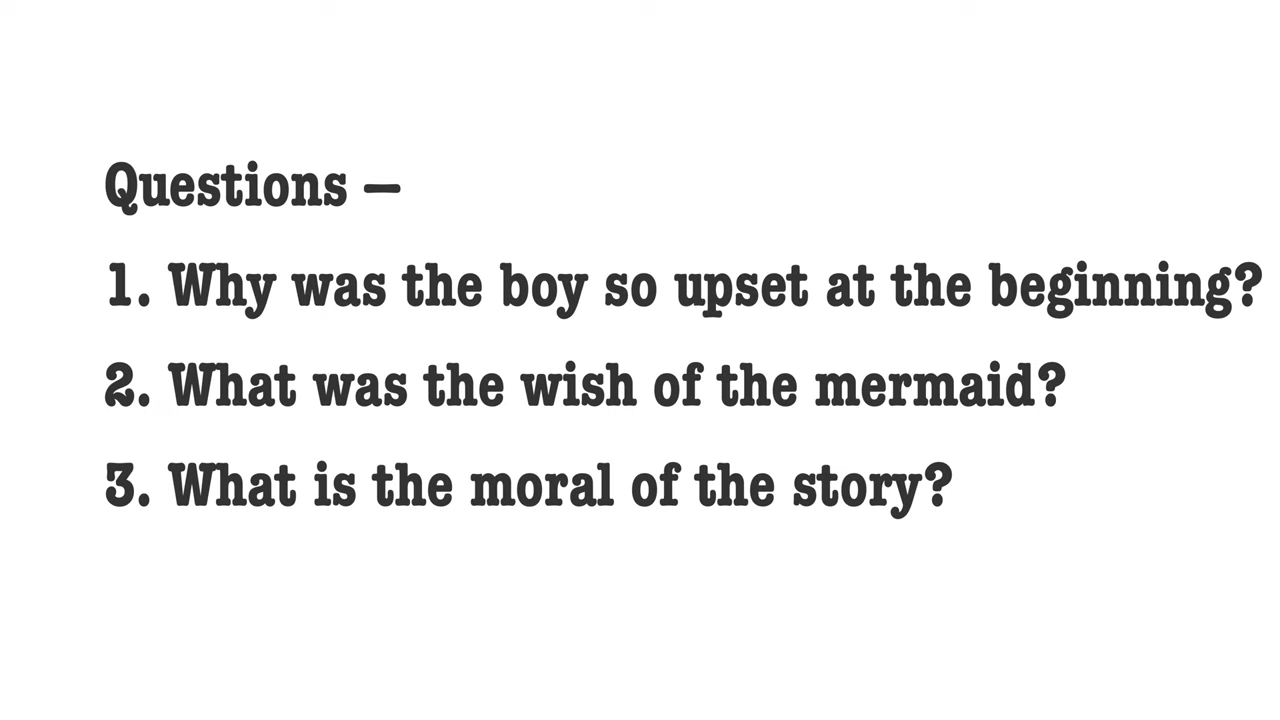 Questions –
1. Why was the boy so upset at the beginning?
2. What was the wish of the mermaid?
3. What is the moral of the story?